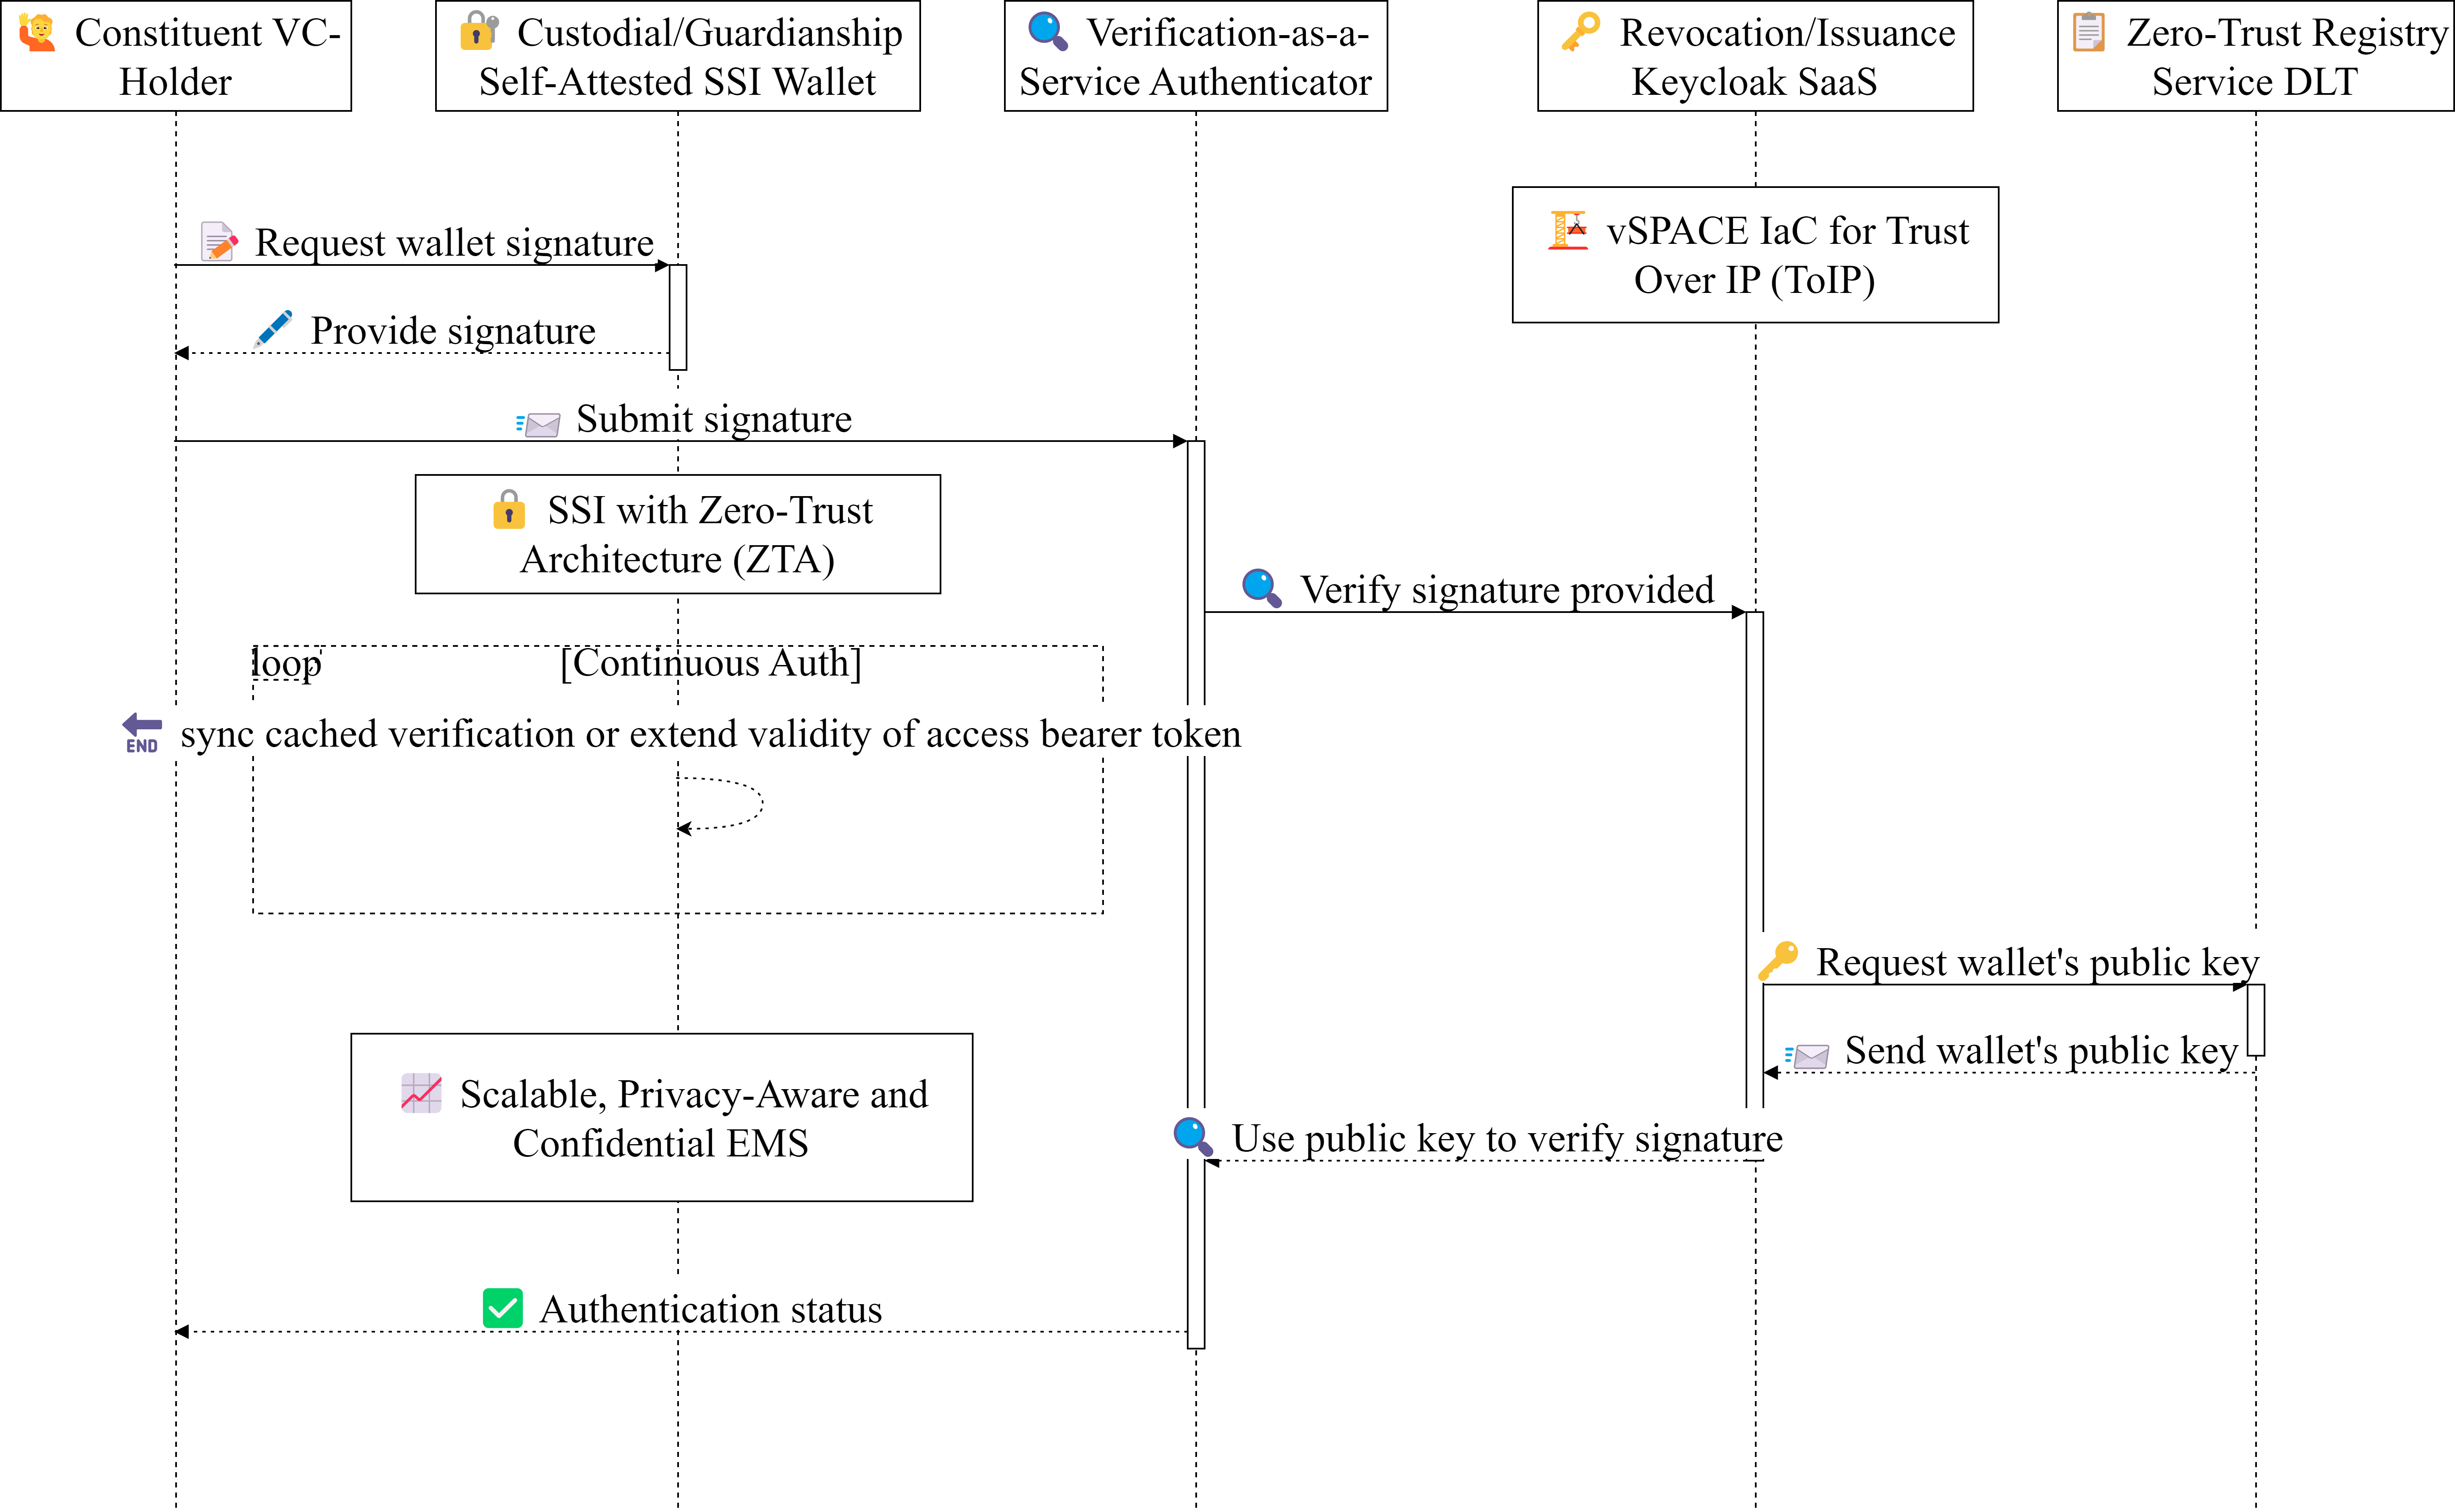 Constituent VC-
Holder
Custodial/Guardianship
Self-Attested SSI Wallet
Verification-as-a-
Service Authenticator
Revocation/Issuance
Keycloak SaaS
Zero-Trust Registry
Service DLT
vSPACE IaC for Trust
Over IP (ToIP)
Request wallet signature
Provide signature
Submit signature
SSI with Zero-Trust
Architecture (ZTA)
Verify signature provided
loop
[Continuous Auth]
END
sync cached verification or extend validity of access bearer token
Request wallet's public key
Send wallet's public key
Scalable, Privacy-Aware and
Confidential EMS
Use public key to verify signature
Authentication status